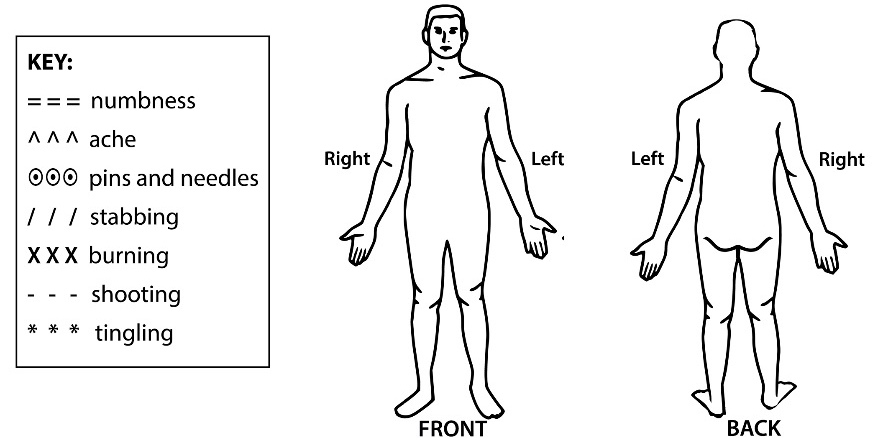 KEY:
= = = numbness
^ ^ ^ ache
⊙⊙⊙ pins and needles
/ / / stabbing
X X X burning
- - - shooting
* * * tingling
Right
Left
FRONT
Left
Right
BACK